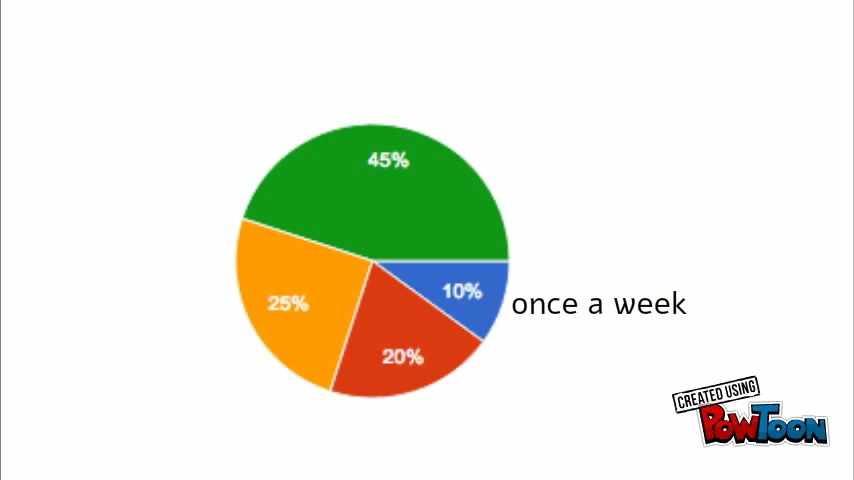 45%
25%
10%
once a week
20%
CREATED USING
POWTOON